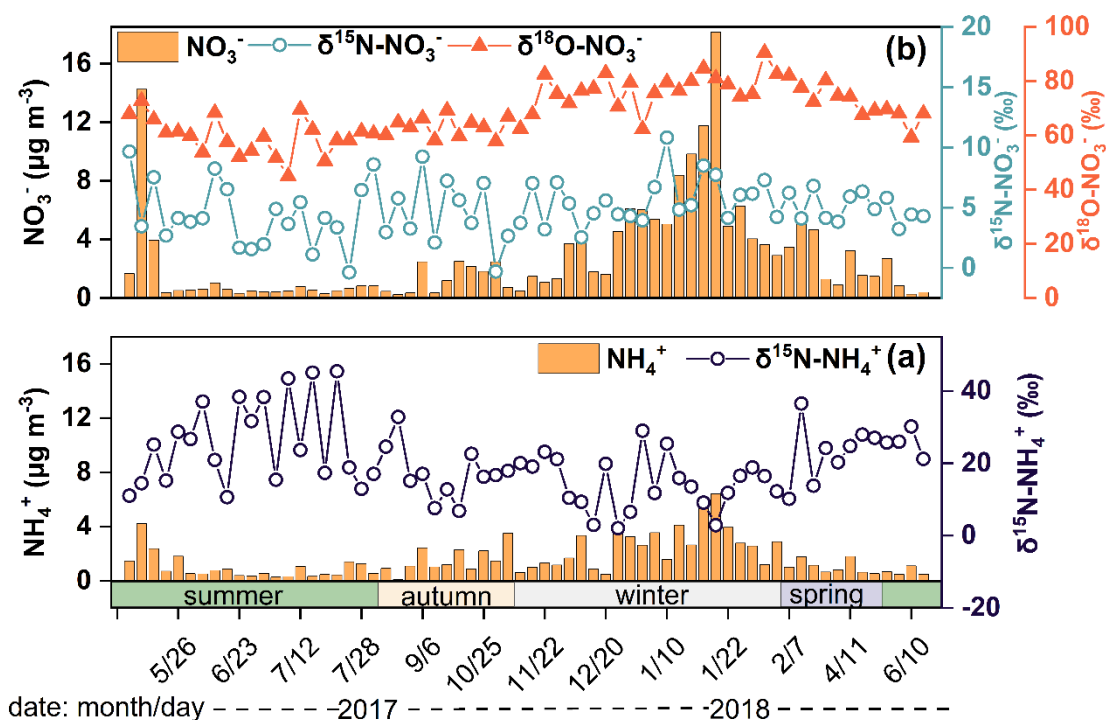 NO₃⁻ δ¹⁵N-NO₃⁻ δ¹⁸O-NO₃⁻ (b)
NO₃⁻ (μg m⁻³)
16
12
8
4
0
20
15
10
5
0
δ¹⁵N-NO₃⁻ (‰)
100
80
60
40
20
0
δ¹⁸O-NO₃⁻ (‰)
NH₄⁺ δ¹⁵N-NH₄⁺ (a)
NH₄⁺ (μg m⁻³)
16
12
8
4
0
40
20
0
-20
δ¹⁵N-NH₄⁺ (‰)
summer autumn winter spring
5/26 6/23 7/12 7/28 9/6 10/25 11/22 12/20 1/10 1/22 2/7 4/11 6/10
date: month/day 2017 2018